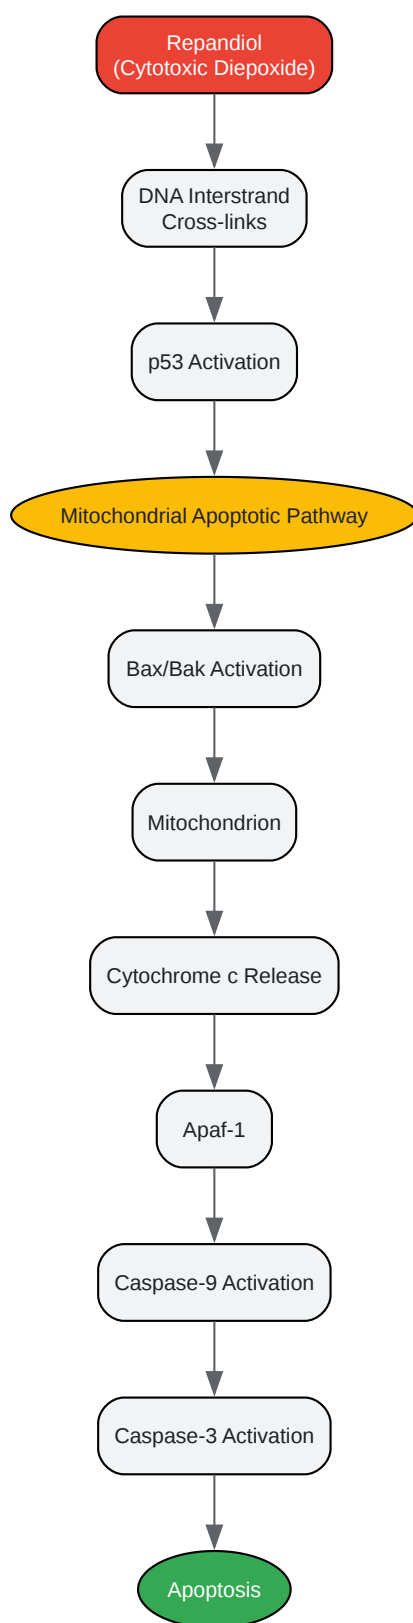 Repandiol
(Cytotoxic Diepoxide)
DNA Interstrand
Cross-links
p53 Activation
Mitochondrial Apoptotic Pathway
Bax/Bak Activation
Mitochondrion
Cytochrome c Release
Apaf-1
Caspase-9 Activation
Caspase-3 Activation
Apoptosis